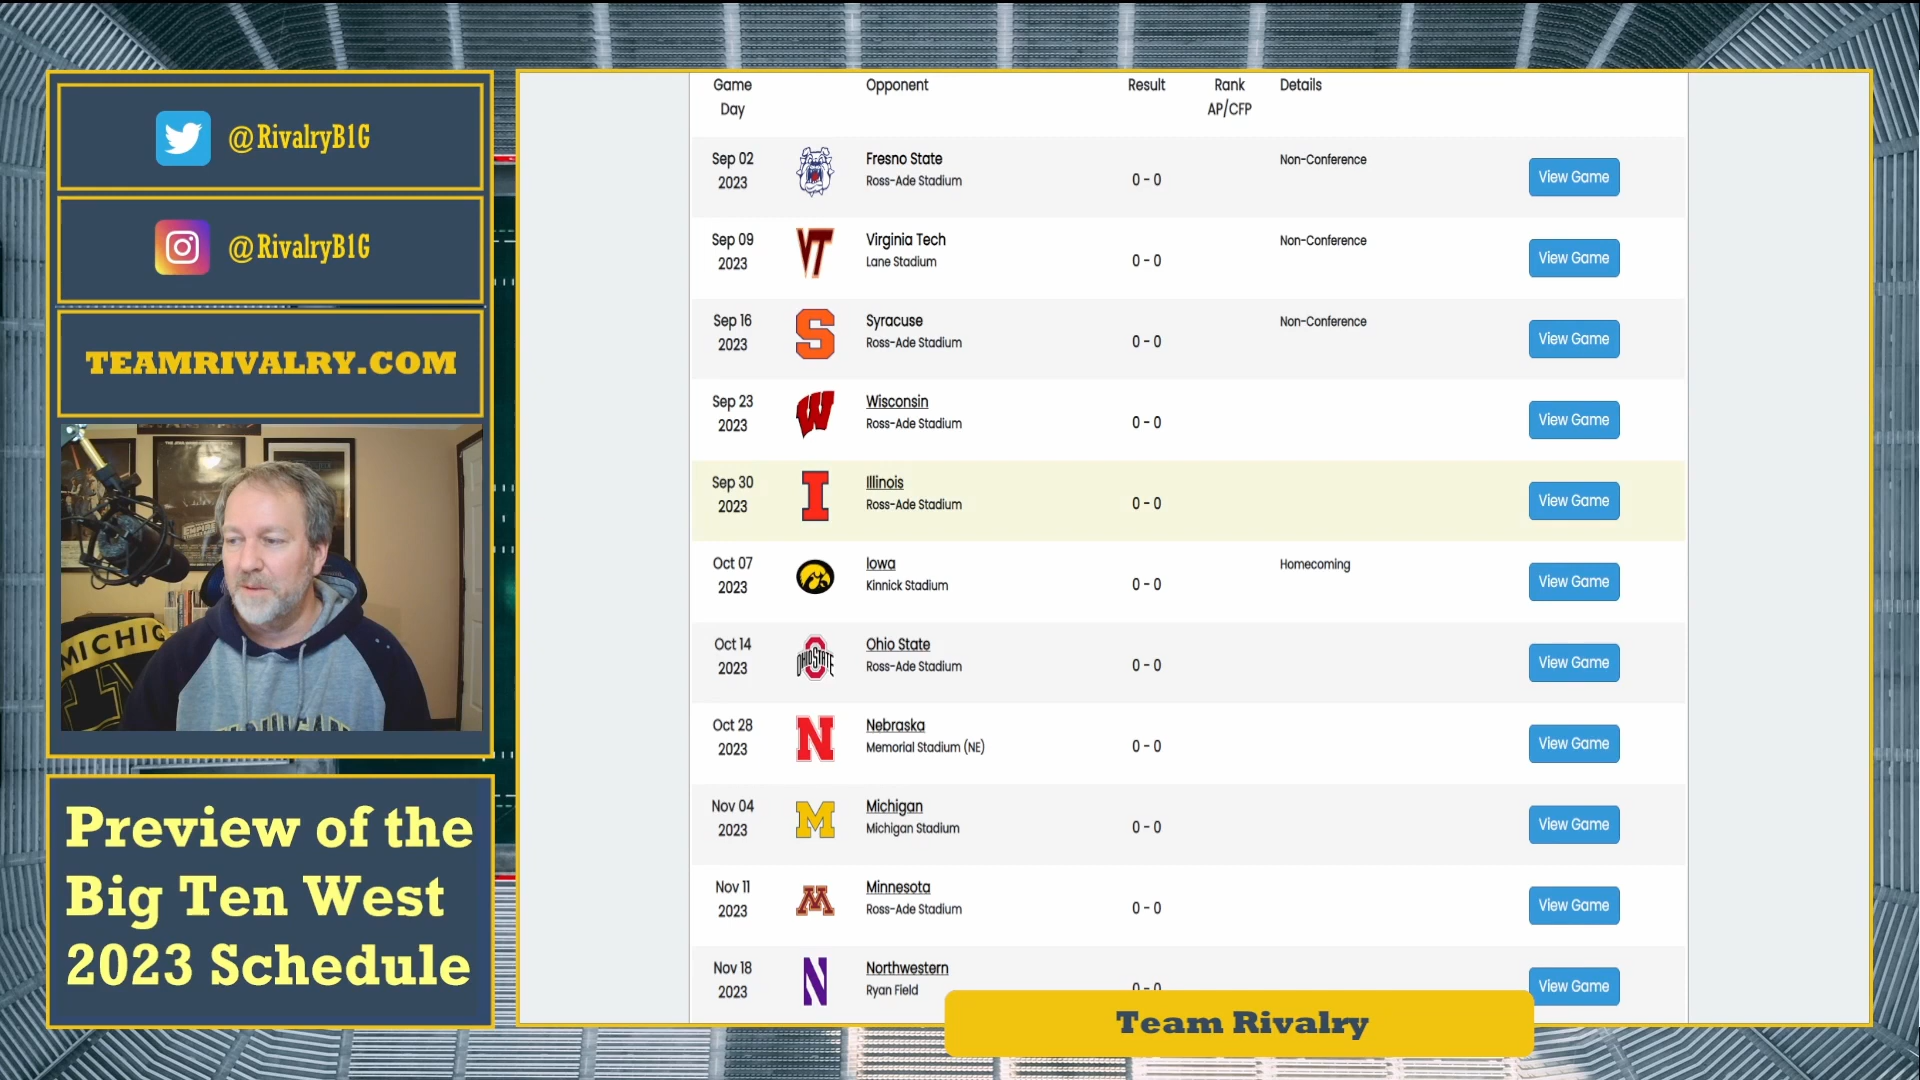 @RivalryB1G
@RivalryB1G
TEAMRIVALRY.COM
MICHIG
Preview of the
Big Ten West
2023 Schedule
Game
Day
Opponent
Result
Rank
AP/CFP
Details
Sep 02
2023
Fresno State
Ross-Ade Stadium
0 - 0
Non-Conference
View Game
Sep 09
2023
VT
Virginia Tech
Lane Stadium
0 - 0
Non-Conference
View Game
Sep 16
2023
S
Syracuse
Ross-Ade Stadium
0 - 0
Non-Conference
View Game
Sep 23
2023
W
Wisconsin
Ross-Ade Stadium
0 - 0
View Game
Sep 30
2023
I
Illinois
Ross-Ade Stadium
0 - 0
View Game
Oct 07
2023
Iowa
Kinnick Stadium
0 - 0
Homecoming
View Game
Oct 14
2023
OHIO STATE
Ohio State
Ross-Ade Stadium
0 - 0
View Game
Oct 28
2023
N
Nebraska
Memorial Stadium (NE)
0 - 0
View Game
Nov 04
2023
M
Michigan
Michigan Stadium
0 - 0
View Game
Nov 11
2023
M
Minnesota
Ross-Ade Stadium
0 - 0
View Game
Nov 18
2023
N
Northwestern
Ryan Field
0 - 0
View Game
Team Rivalry